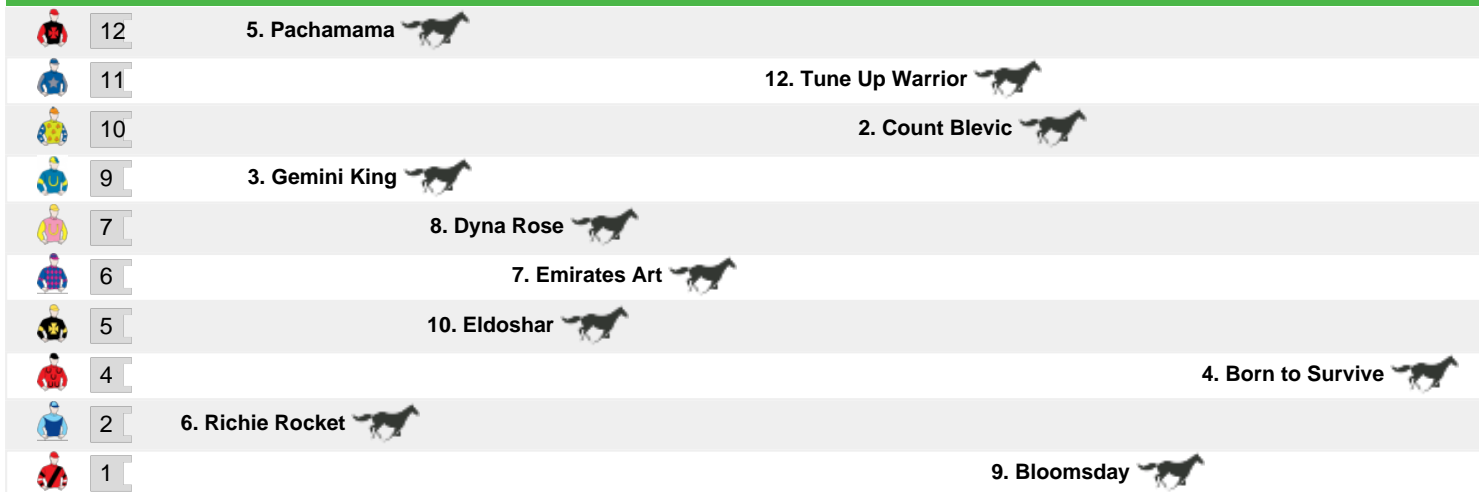 12 5. Pachamama
11 12. Tune Up Warrior
10 2. Count Blevic
9 3. Gemini King
7 8. Dyna Rose
6 7. Emirates Art
5 10. Eldoshar
4 4. Born to Survive
2 6. Richie Rocket
1 9. Bloomsday